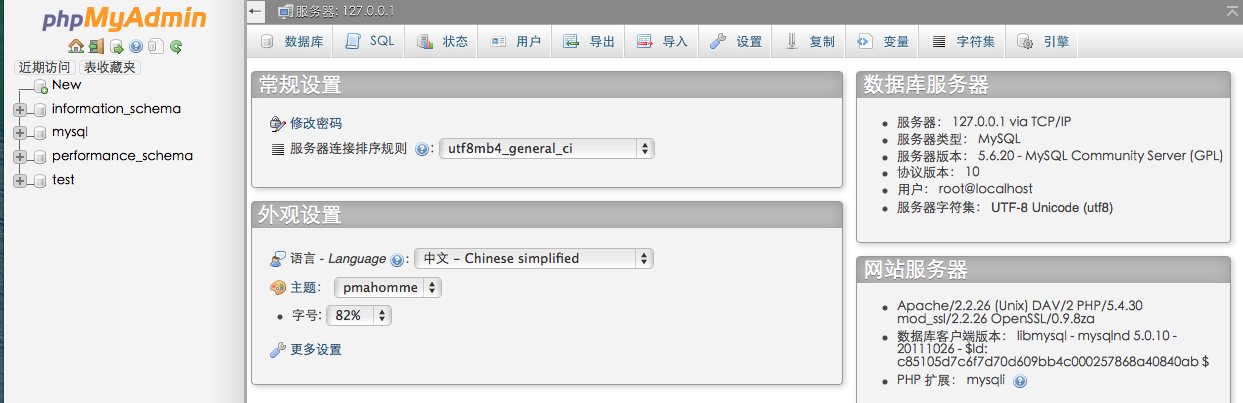 phpMyAdmin
近期访问 表收藏夹
New
information_schema
mysql
performance_schema
test
服务器: 127.0.0.1
数据库 SQL 状态 用户 导出 导入 设置 复制 变量 字符集 引擎
常规设置
修改密码
服务器连接排序规则 : utf8mb4_general_ci
外观设置
语言 - Language : 中文 - Chinese simplified
主题: pmahomme
• 字号: 82%
更多设置
数据库服务器
• 服务器: 127.0.0.1 via TCP/IP
• 服务器类型: MySQL
• 服务器版本: 5.6.20 - MySQL Community Server (GPL)
• 协议版本: 10
• 用户: root@localhost
• 服务器字符集: UTF-8 Unicode (utf8)
网站服务器
• Apache/2.2.26 (Unix) DAV/2 PHP/5.4.30
mod_ssl/2.2.26 OpenSSL/0.9.8za
• 数据库客户端版本: libmysql - mysqlnd 5.0.10 -
20111026 - $Id:
c85105d7c6f7d70d609bb4c000257868a40840ab $
• PHP 扩展: mysqli